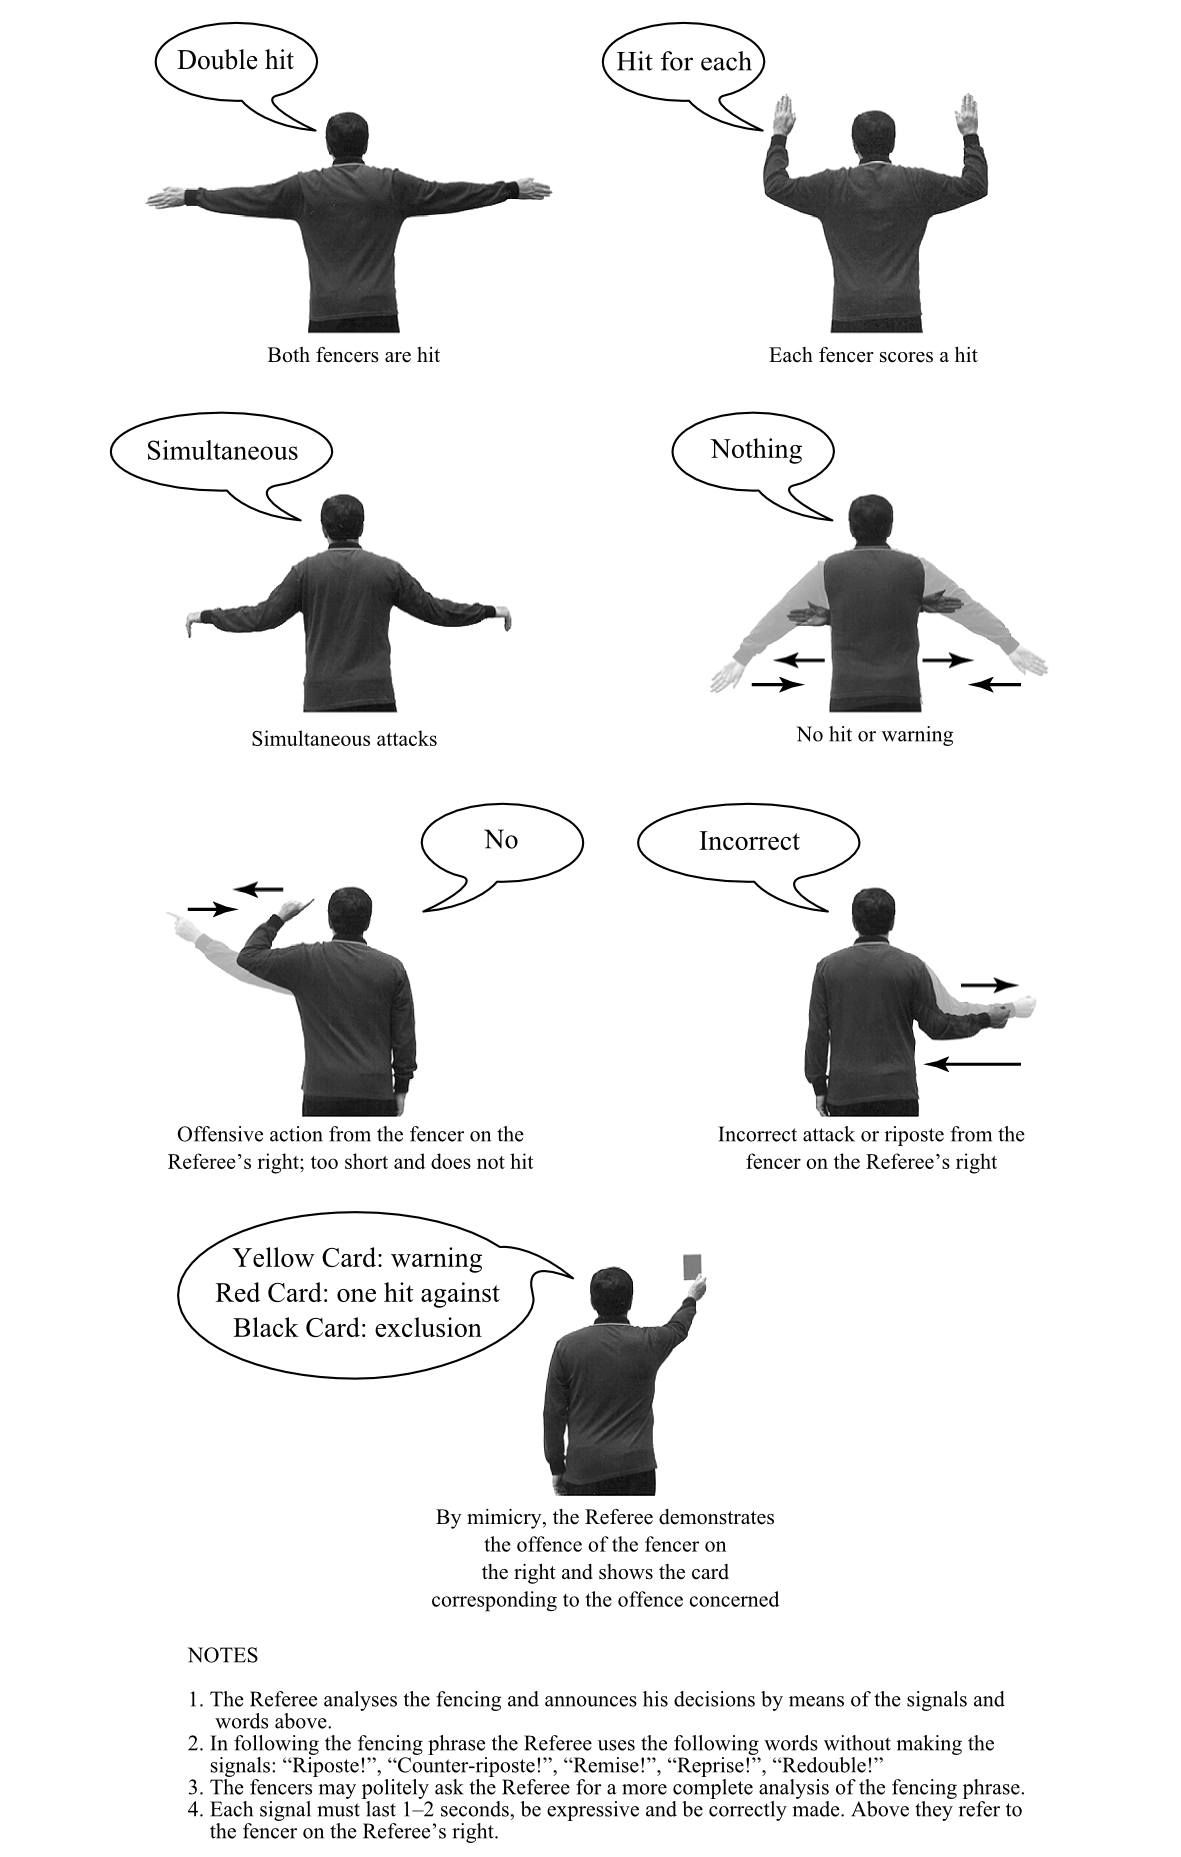 Double hit
Hit for each
Both fencers are hit
Each fencer scores a hit
Simultaneous
Nothing
Simultaneous attacks
No hit or warning
No
Incorrect
Offensive action from the fencer on the
Referee’s right; too short and does not hit
Incorrect attack or riposte from the
fencer on the Referee’s right
Yellow Card: warning
Red Card: one hit against
Black Card: exclusion
By mimicry, the Referee demonstrates
the offence of the fencer on
the right and shows the card
corresponding to the offence concerned
NOTES
1. The Referee analyses the fencing and announces his decisions by means of the signals and
words above.
2. In following the fencing phrase the Referee uses the following words without making the
signals: “Riposte!”, “Counter-riposte!”, “Remise!”, “Reprise!”, “Redouble!”
3. The fencers may politely ask the Referee for a more complete analysis of the fencing phrase.
4. Each signal must last 1–2 seconds, be expressive and be correctly made. Above they refer to
the fencer on the Referee’s right.